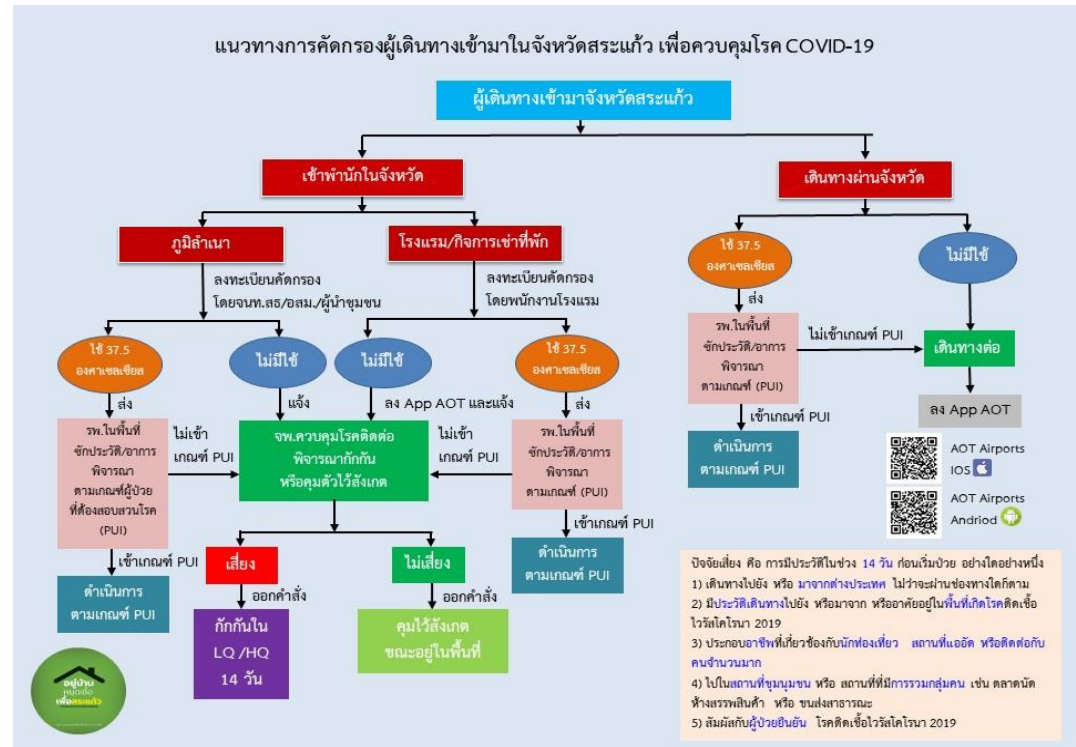 แนวทางการคัดกรองผู้เดินทางเข้ามาในจังหวัดสระแก้ว เพื่อควบคุมโรค COVID-19
ผู้เดินทางเข้ามาจังหวัดสระแก้ว
เข้าพำนักในจังหวัด
เดินทางผ่านจังหวัด
ภูมิลำเนา
โรงแรม/กิจการเช่าที่พัก
ลงทะเบียนคัดกรอง
โดยจนท.สธ/อสม./ผู้นำชุมชน
ลงทะเบียนคัดกรอง
โดยพนักงานโรงแรม
ไข้ 37.5
องศาเซลเซียส
ไม่มีไข้
ไม่มีไข้
ไข้ 37.5
องศาเซลเซียส
ส่ง
แจ้ง
ลง App AOT และแจ้ง
ส่ง
รพ.ในพื้นที่
ซักประวัติ/อาการ
พิจารณา
ตามเกณฑ์ผู้ป่วย
ที่ต้องสอบสวนโรค
(PUI)
ไม่เข้า
เกณฑ์ PUI
จพ.ควบคุมโรคติดต่อ
พิจารณากักกัน
หรือคุมตัวไว้สังเกต
ไม่เข้า
เกณฑ์ PUI
รพ.ในพื้นที่
ซักประวัติ/อาการ
พิจารณา
ตามเกณฑ์ (PUI)
เข้าเกณฑ์ PUI
ดำเนินการ
ตามเกณฑ์ PUI
เข้าเกณฑ์ PUI
ดำเนินการ
ตามเกณฑ์ PUI
เสี่ยง
ไม่เสี่ยง
ออกคำสั่ง
ออกคำสั่ง
กักกันใน
LQ /HQ
14 วัน
คุมไว้สังเกต
ขณะอยู่ในพื้นที่
ไข้ 37.5
องศาเซลเซียส
ไม่มีไข้
ส่ง
รพ.ในพื้นที่
ซักประวัติ/อาการ
พิจารณา
ตามเกณฑ์ (PUI)
ไม่เข้าเกณฑ์ PUI
เดินทางต่อ
เข้าเกณฑ์ PUI
ดำเนินการ
ตามเกณฑ์ PUI
ลง App AOT
AOT Airports
IOS
AOT Airports
Andriod
ปัจจัยเสี่ยง คือ การมีประวัติในช่วง 14 วัน ก่อนเริ่มป่วย อย่างใดอย่างหนึ่ง
1) เดินทางไปยัง หรือ มาจากต่างประเทศ ไม่ว่าจะผ่านช่องทางใดก็ตาม
2) มีประวัติเดินทางไปยัง หรือมาจาก หรืออาศัยอยู่ในพื้นที่เกิดโรคติดเชื้อ
ไวรัสโคโรนา 2019
3) ประกอบอาชีพที่เกี่ยวข้องกับนักท่องเที่ยว สถานที่แออัด หรือติดต่อกับ
คนจำนวนมาก
4) ไปในสถานที่ชุมนุมชน หรือ สถานที่ที่มีการรวมกลุ่มคน เช่น ตลาดนัด
ห้างสรรพสินค้า หรือ ขนส่งสาธารณะ
5) สัมผัสกับผู้ป่วยยืนยัน โรคติดเชื้อไวรัสโคโรนา 2019
อยู่บ้าน
หยุดเชื้อ
เพื่อสระแก้ว